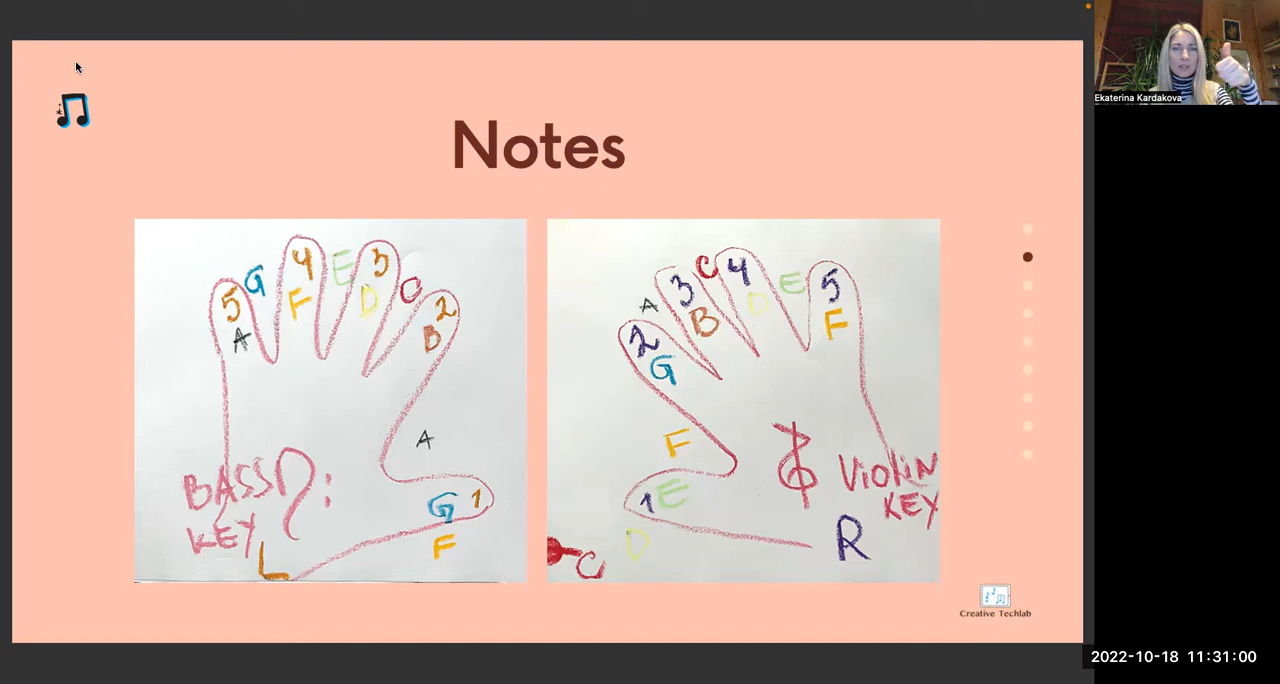 Ekaterina Kardakova
Notes
5
A
G
4
F
E
3
D
C
2
B
A
G 1
F
BASS
KEY
L
A
2
G
3
B
C
4
D
E
5
F
F
1 E
D
C
VIOLIN
KEY
R
Creative Techlab
2022-10-18 11:31:00